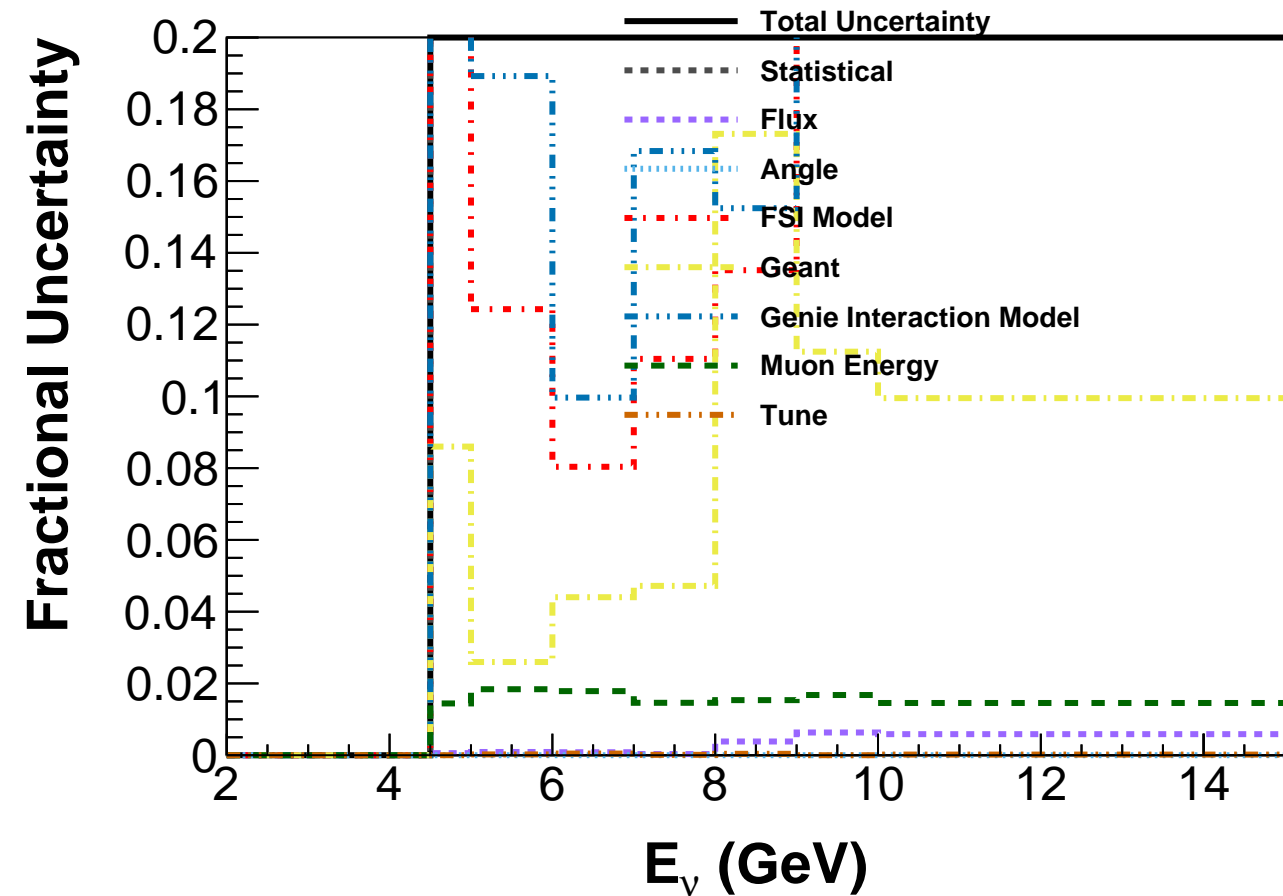 Total Uncertainty
Statistical
Flux
Angle
FSI Model
Geant
Genie Interaction Model
Muon Energy
Tune
Fractional Uncertainty
0.2
0.18
0.16
0.14
0.12
0.1
0.08
0.06
0.04
0.02
0
2 4 6 8 10 12 14
E_ν (GeV)